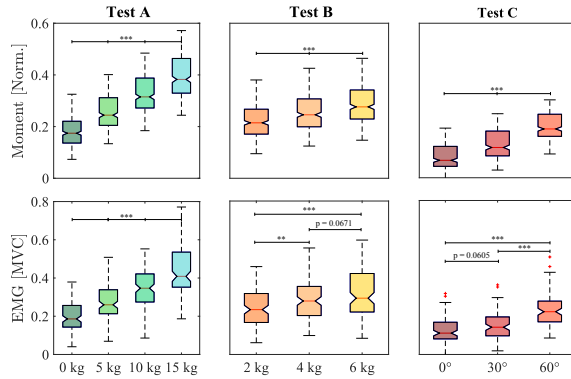 Test A Test B Test C
Moment [Norm.]
0.6
0.4
0.2
0
***
***
***
EMG [MVC]
0.8
0.6
0.4
0.2
0
***
***
p = 0.0671
**
***
p = 0.0605
***
0 kg 5 kg 10 kg 15 kg
2 kg 4 kg 6 kg
0° 30° 60°